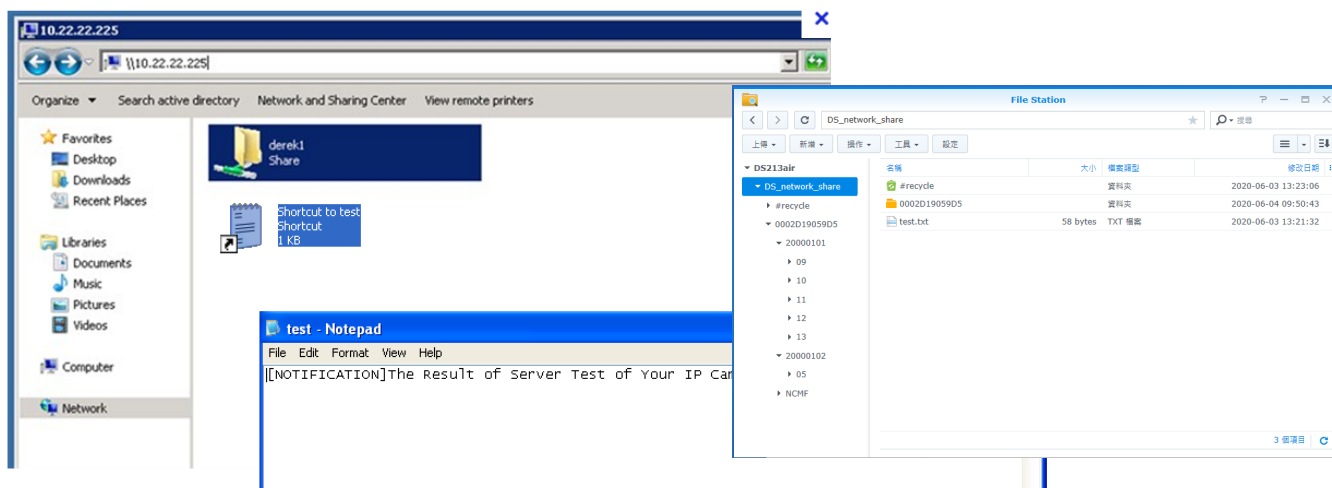 10.22.22.225
\\10.22.22.225
Organize Search active directory Network and Sharing Center View remote printers
Favorites
Desktop
Downloads
Recent Places
Libraries
Documents
Music
Pictures
Videos
Computer
Network
derek1
Share
Shortcut to test
Shortcut
1 KB
test - Notepad
File Edit Format View Help
[NOTIFICATION]The Result of Server Test of Your IP Car
File Station
DS_network_share
搜尋
上傳 新增 操作 工具 設定
DS213air
DS_network_share
#recycle
0002D19059D5
20000101
09
10
11
12
13
20000102
05
NCMF
名稱 大小 檔案類型 修改日期
#recycle 資料夾 2020-06-03 13:23:06
0002D19059D5 資料夾 2020-06-04 09:50:43
test.txt 58 bytes TXT 檔案 2020-06-03 13:21:32
3 個項目